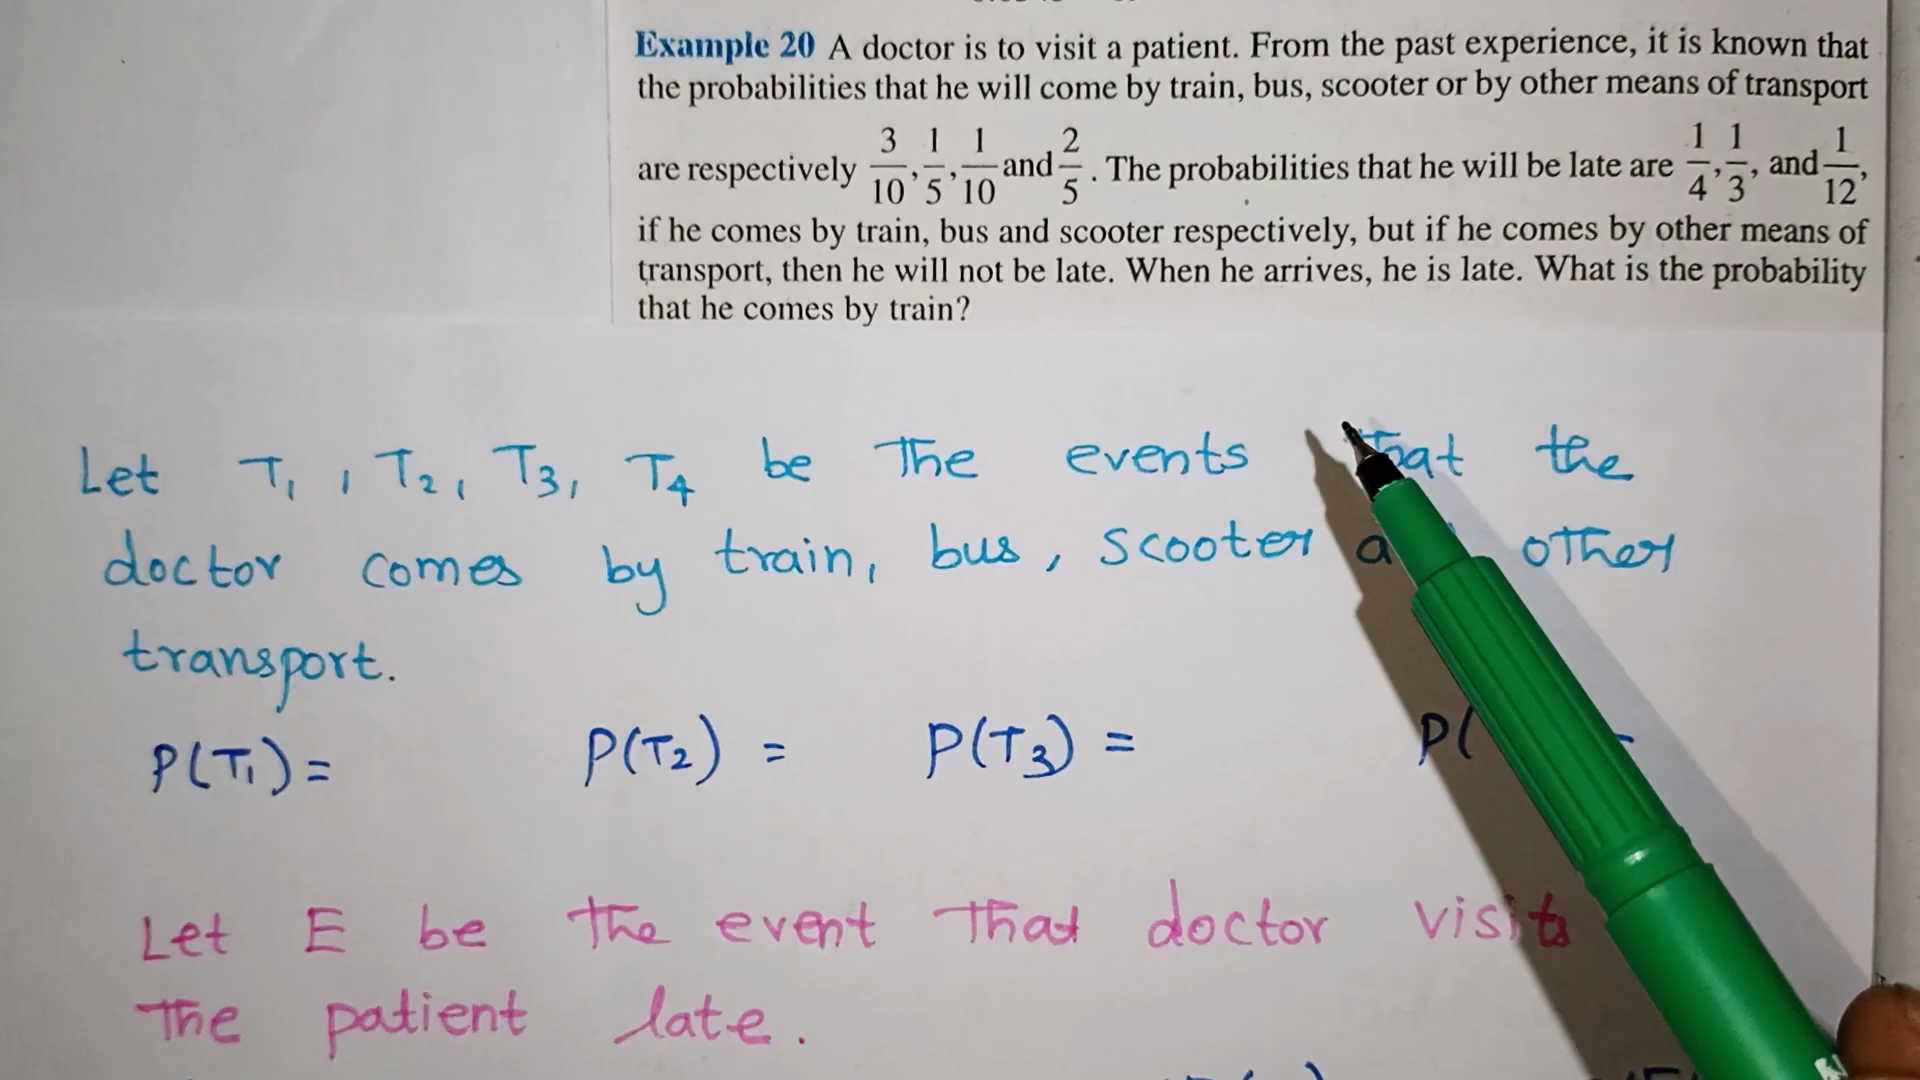 Example 20 A doctor is to visit a patient. From the past experience, it is known that
the probabilities that he will come by train, bus, scooter or by other means of transport
are respectively 3/10, 1/5, 1/10 and 2/5. The probabilities that he will be late are 1/4, 1/3, and 1/12,
if he comes by train, bus and scooter respectively, but if he comes by other means of
transport, then he will not be late. When he arrives, he is late. What is the probability
that he comes by train?
Let T₁, T₂, T₃, T₄ be the events that the
doctor comes by train, bus, scooter other
transport.
P(T₁) = P(T₂) = P(T₃) = P(
Let E be the event that doctor visits
the patient late.